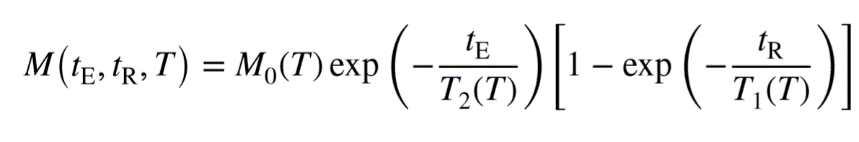 M(t_E, t_R, T) = M_0(T) exp(−t_E/T_2(T))[1 − exp(−t_R/T_1(T))]